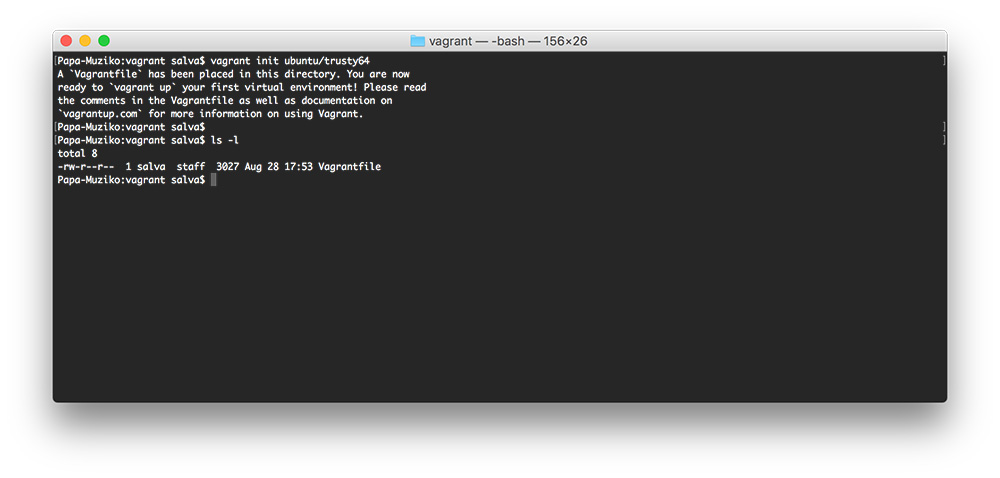 vagrant — -bash — 156×26
[Papa-Muziko:vagrant salva$ vagrant init ubuntu/trusty64 ]
A `Vagrantfile` has been placed in this directory. You are now
ready to `vagrant up` your first virtual environment! Please read
the comments in the Vagrantfile as well as documentation on
`vagrantup.com` for more information on using Vagrant.
[Papa-Muziko:vagrant salva$ ]
[Papa-Muziko:vagrant salva$ ls -l ]
total 8
-rw-r--r--  1 salva  staff  3027 Aug 28 17:53 Vagrantfile
Papa-Muziko:vagrant salva$